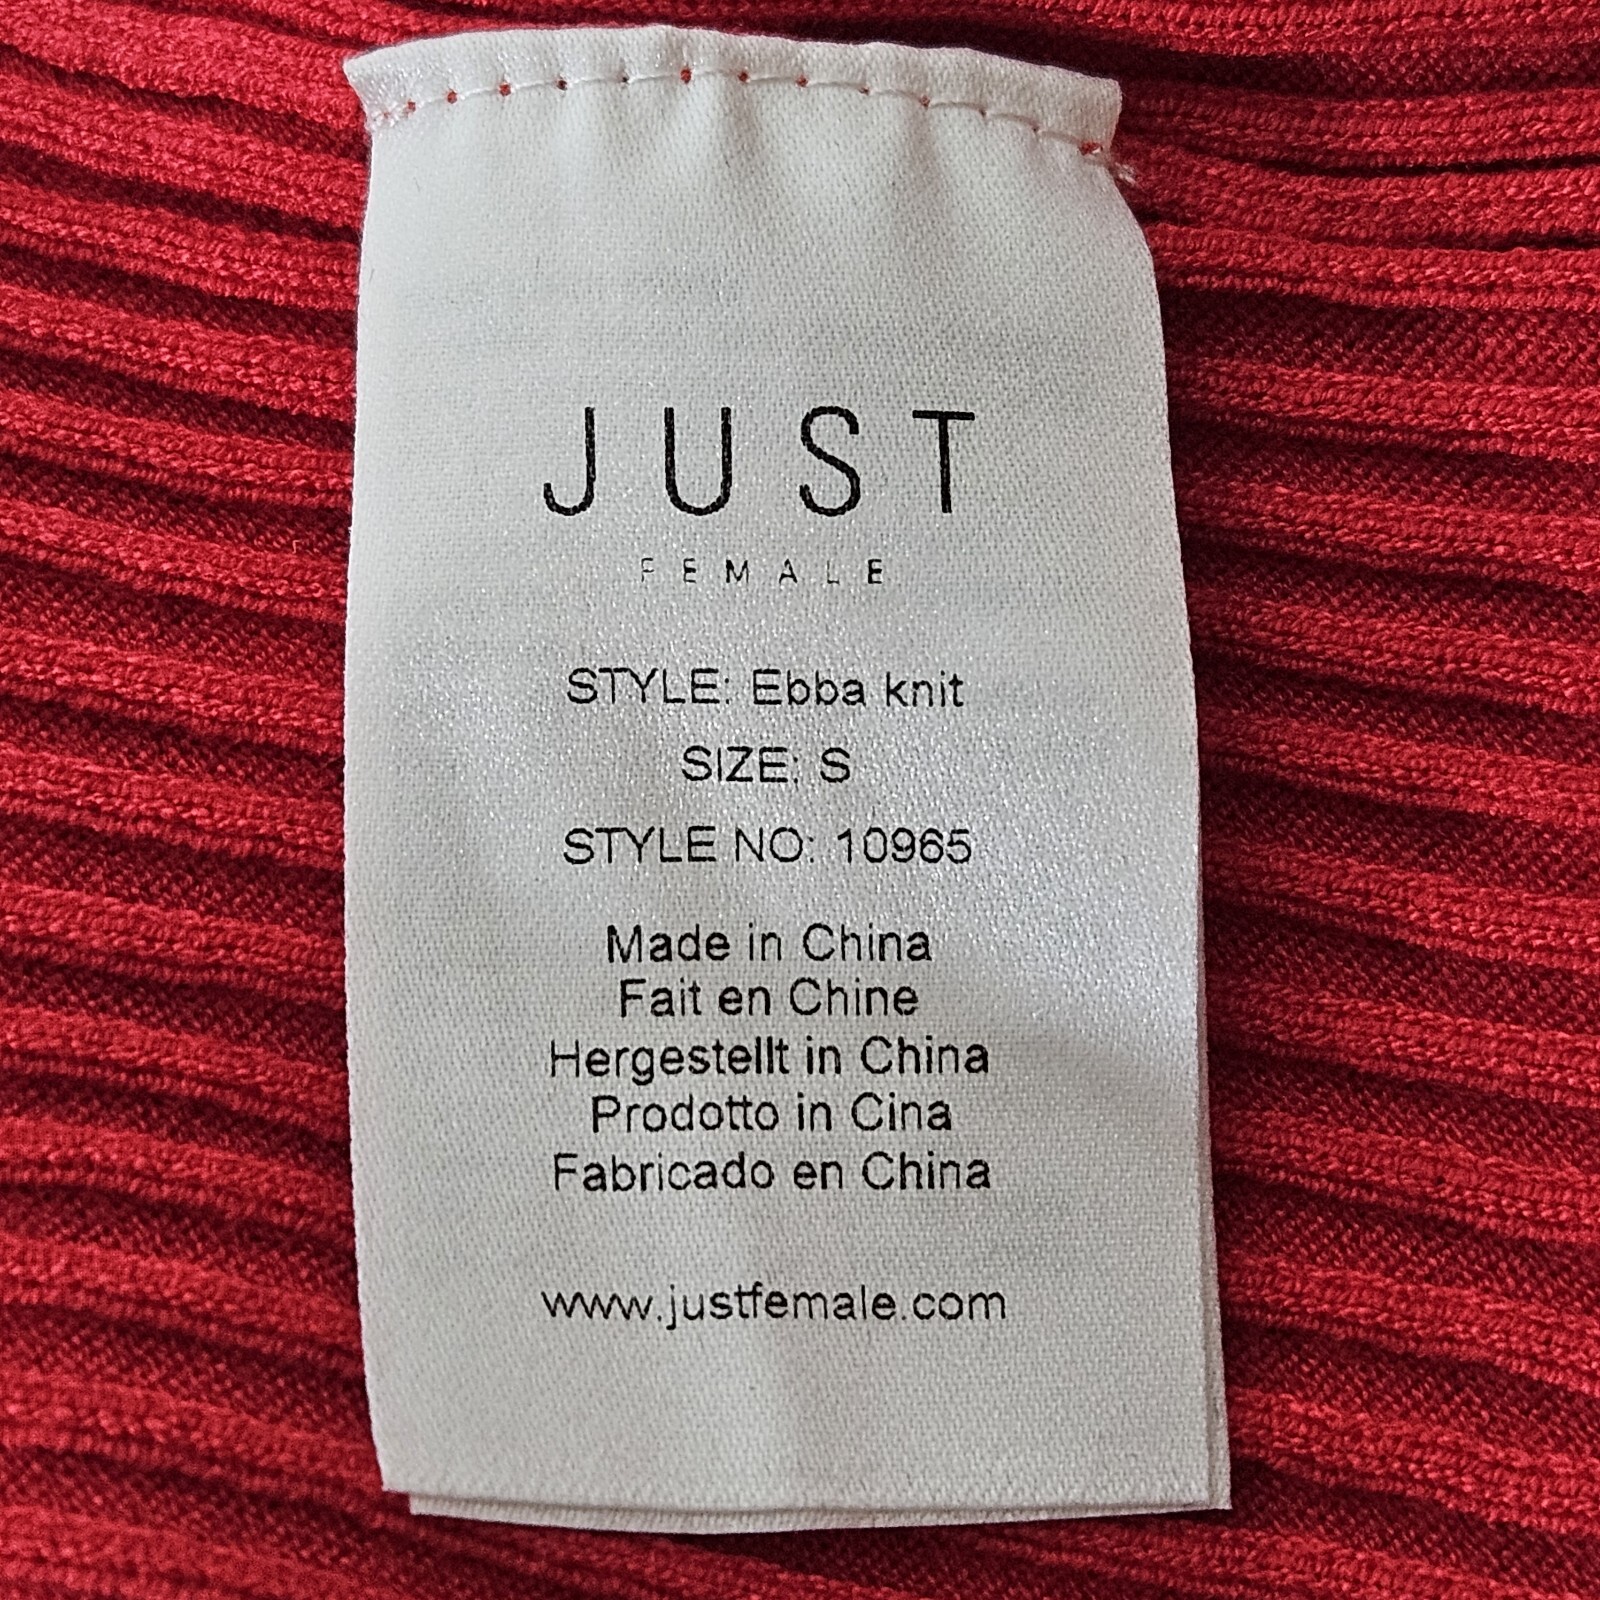 JUST
FEMALE
STYLE: Ebba knit
SIZE: S
STYLE NO: 10965
Made in China
Fait en Chine
Hergestellt in China
Prodotto in Cina
Fabricado en China
www.justfemale.com